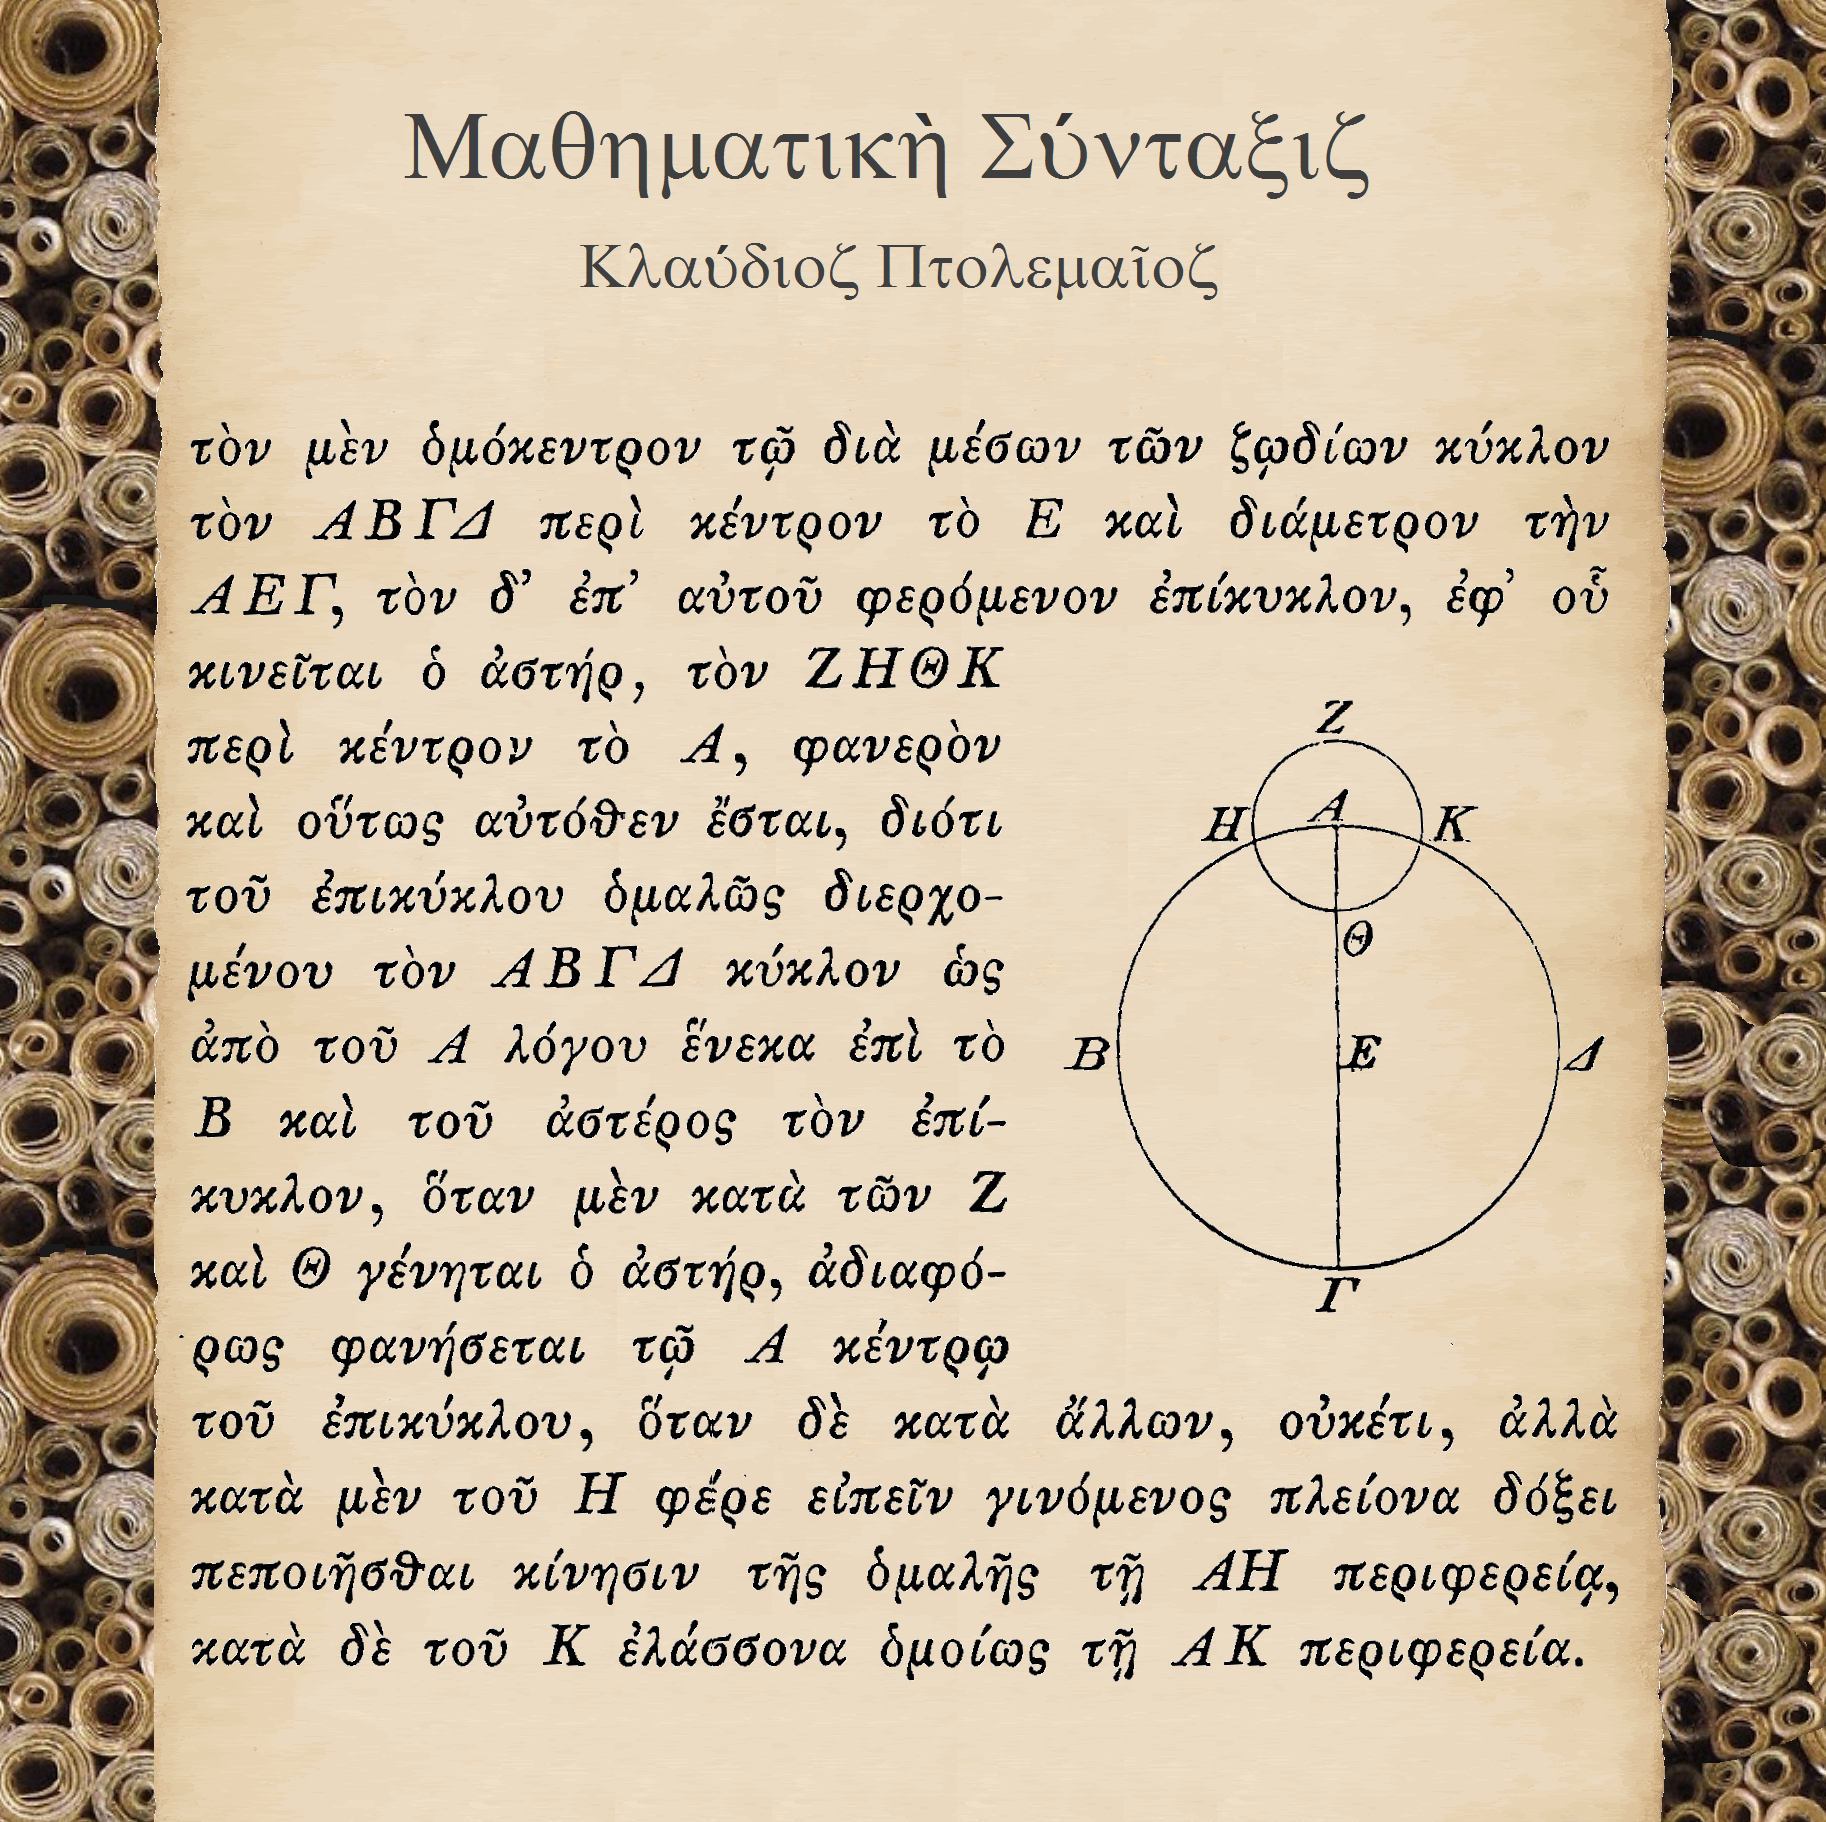 Μαθηματικὴ Σύνταξιζ
Κλαύδιοζ Πτολεμαῖοζ
τὸν μὲν ὁμόκεντρον τῷ διὰ μέσων τῶν ζῳδίων κύκλον
τὸν ΑΒΓΔ περὶ κέντρον τὸ Ε καὶ διάμετρον τὴν
ΑΕΓ, τὸν δ’ ἐπ’ αὐτοῦ φερόμενον ἐπίκυκλον, ἐφ’ οὗ
κινεῖται ὁ ἀστήρ, τὸν ΖΗΘΚ
περὶ κέντρον τὸ Α, φανερὸν
καὶ οὕτως αὐτόθεν ἔσται, διότι
τοῦ ἐπικύκλου ὁμαλῶς διερχο-
μένου τὸν ΑΒΓΔ κύκλον ὡς
ἀπὸ τοῦ Α λόγου ἕνεκα ἐπὶ τὸ
Β καὶ τοῦ ἀστέρος τὸν ἐπί-
κυκλον, ὅταν μὲν κατὰ τῶν Ζ
καὶ Θ γένηται ὁ ἀστήρ, ἀδιαφό-
ρως φανήσεται τῷ Α κέντρῳ
τοῦ ἐπικύκλου, ὅταν δὲ κατὰ ἄλλων, οὐκέτι, ἀλλὰ
κατὰ μὲν τοῦ Η φέρε εἰπεῖν γινόμενος πλείονα δόξει
πεποιῆσθαι κίνησιν τῆς ὁμαλῆς τῇ ΑΗ περιφερείᾳ,
κατὰ δὲ τοῦ Κ ἐλάσσονα ὁμοίως τῇ ΑΚ περιφερεία.
Ζ
Α
Η
Κ
Θ
Β
Ε
Δ
Γ